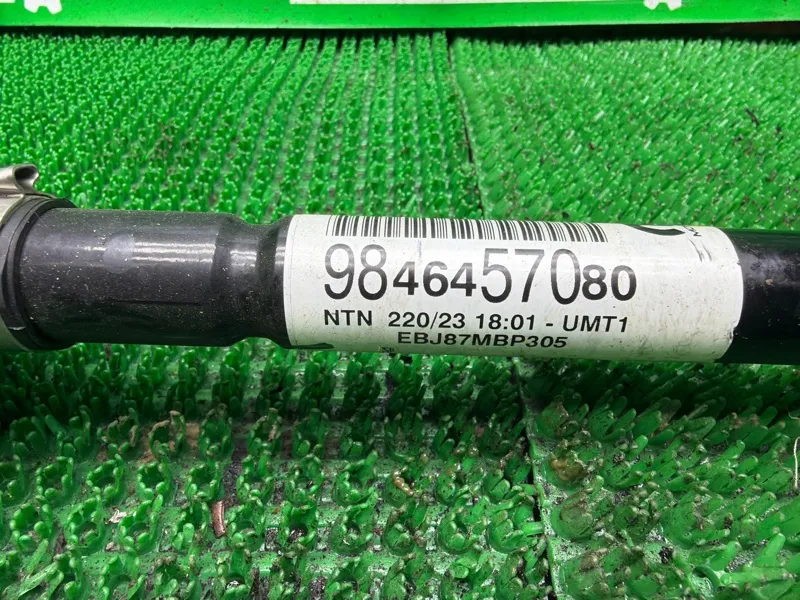 9846457080
NTN 220/23 18:01 - UMT1
EBJ87MBP305